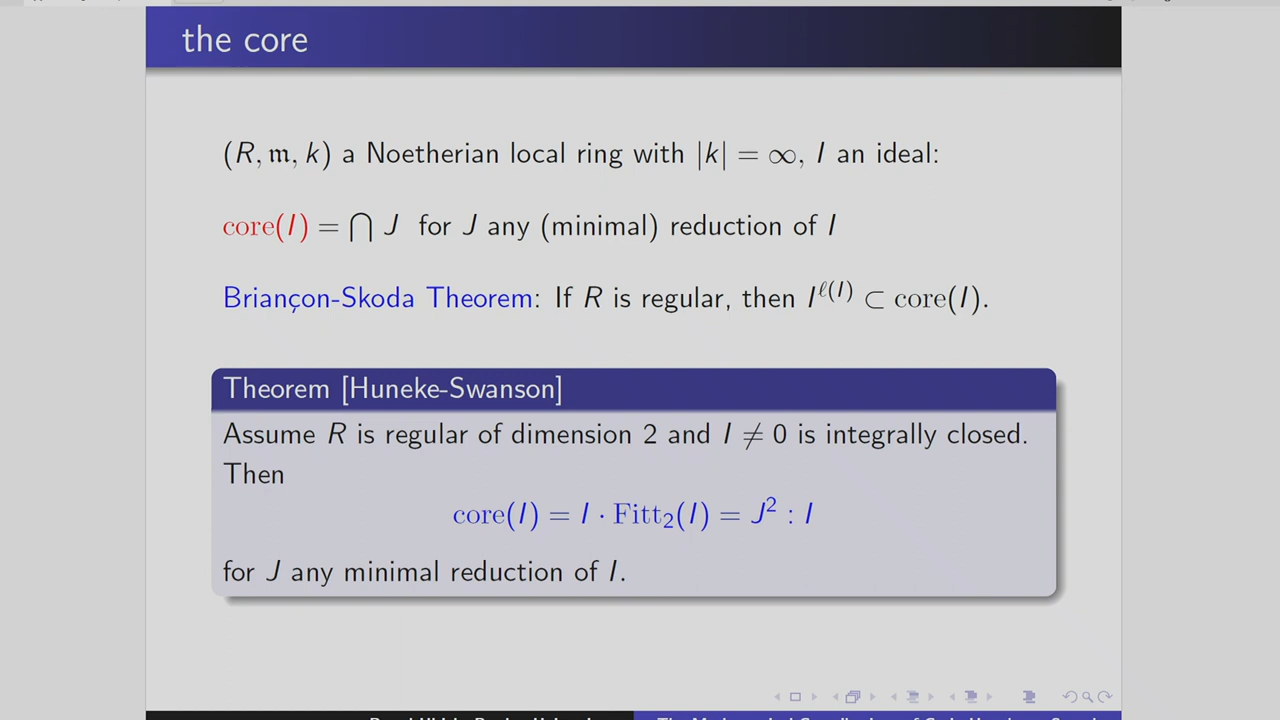 the core
(R, 𝔪, k) a Noetherian local ring with |k| = ∞, I an ideal:
core(I) = ⋂ J for J any (minimal) reduction of I
Briançon-Skoda Theorem: If R is regular, then I^{ℓ(I)} ⊂ core(I).
Theorem [Huneke-Swanson]
Assume R is regular of dimension 2 and I ≠ 0 is integrally closed.
Then
core(I) = I · Fitt₂(I) = J² : I
for J any minimal reduction of I.